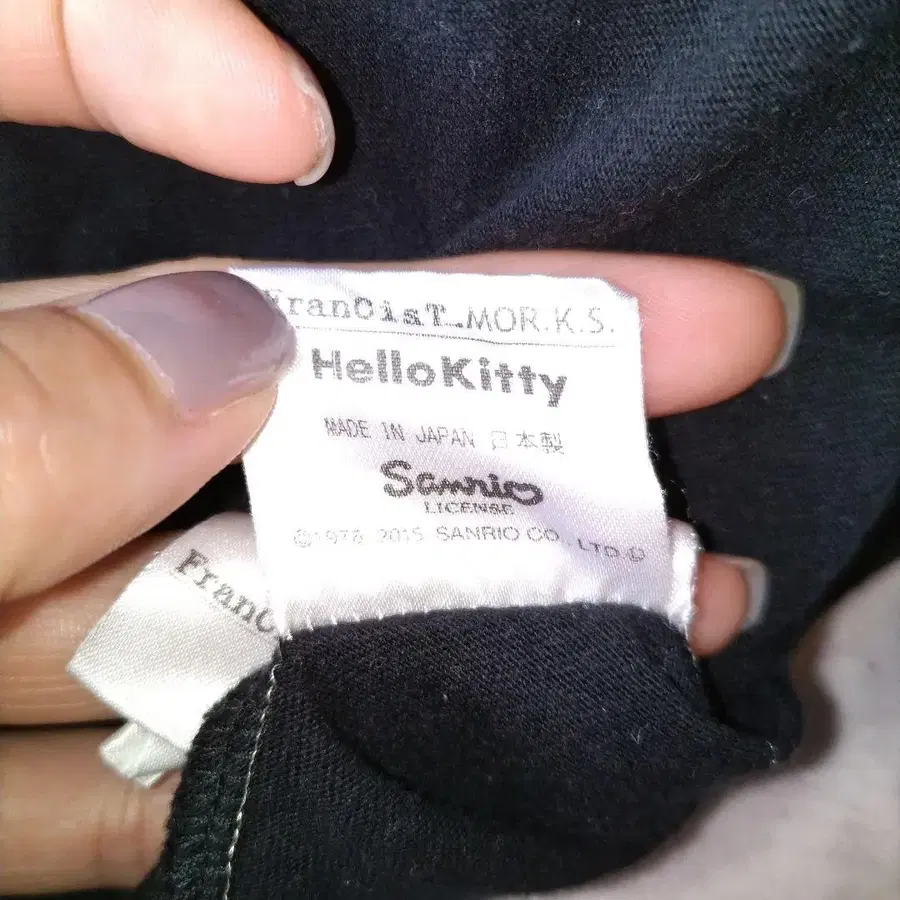 FranCisT_MOR.K.S.
HelloKitty
MADE IN JAPAN 日本製
Sanrio
LICENSE
©1976 2015 SANRIO CO., LTD.Ⓛ
FranC